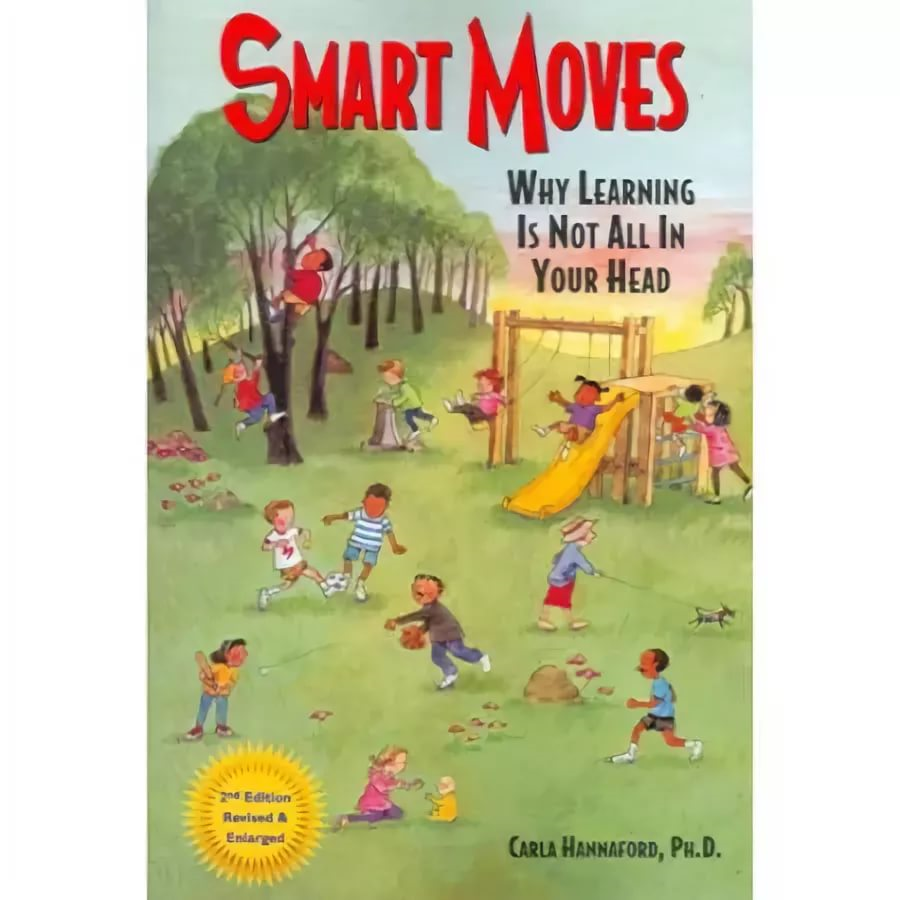 SMART MOVES
WHY LEARNING
IS NOT ALL IN
YOUR HEAD
2nd Edition
Revised &
Enlarged
CARLA HANNAFORD, PH.D.